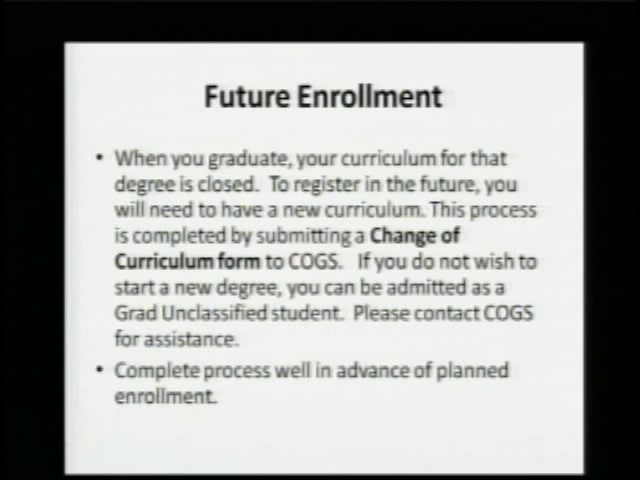 Future Enrollment
• When you graduate, your curriculum for that
degree is closed.  To register in the future, you
will need to have a new curriculum. This process
is completed by submitting a Change of
Curriculum form to COGS.   If you do not wish to
start a new degree, you can be admitted as a
Grad Unclassified student.  Please contact COGS
for assistance.
• Complete process well in advance of planned
enrollment.